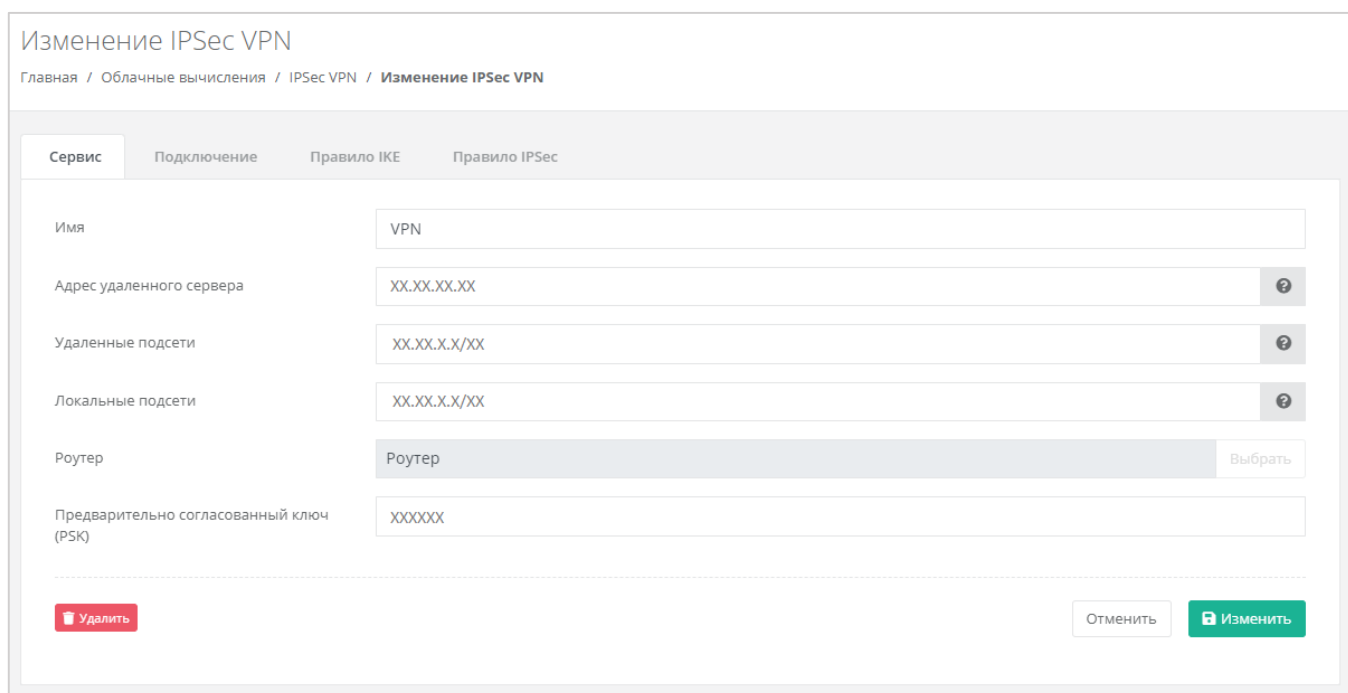 Изменение IPSec VPN
Главная / Облачные вычисления / IPSec VPN / Изменение IPSec VPN
Сервис Подключение Правило IKE Правило IPSec
Имя VPN
Адрес удаленного сервера XX.XX.XX.XX
Удаленные подсети XX.XX.X.X/XX
Локальные подсети XX.XX.X.X/XX
Роутер Роутер Выбрать
Предварительно согласованный ключ
(PSK) XXXXXX
Удалить Отменить Изменить